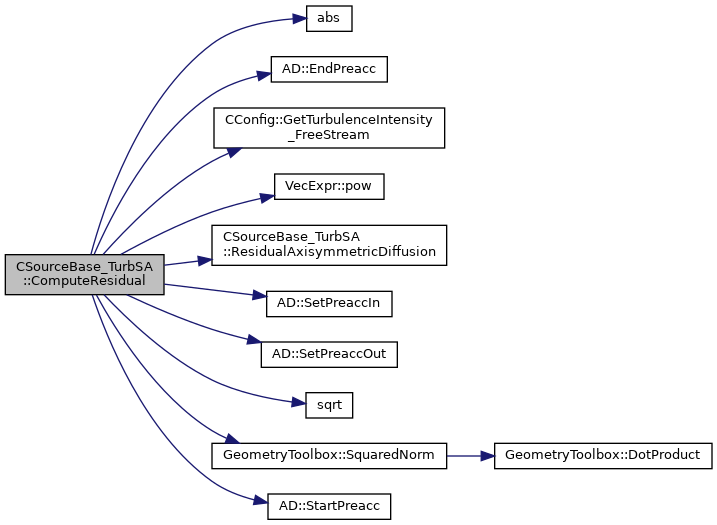 CSourceBase_TurbSA
::ComputeResidual
abs
AD::EndPreacc
CConfig::GetTurbulenceIntensity
_FreeStream
VecExpr::pow
CSourceBase_TurbSA
::ResidualAxisymmetricDiffusion
AD::SetPreaccIn
AD::SetPreaccOut
sqrt
GeometryToolbox::SquaredNorm
GeometryToolbox::DotProduct
AD::StartPreacc